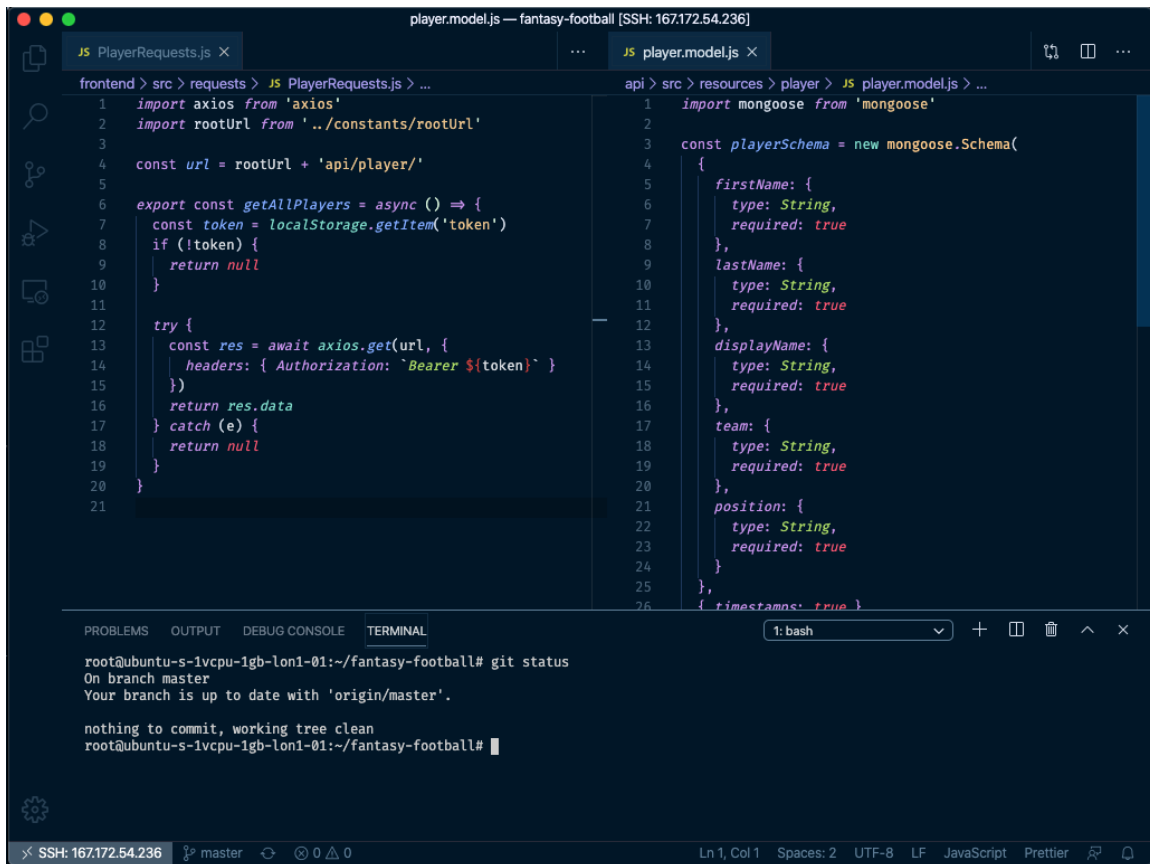 player.model.js — fantasy-football [SSH: 167.172.54.236]
JS PlayerRequests.js ×
frontend > src > requests > JS PlayerRequests.js > ...
1 import axios from 'axios'
2 import rootUrl from '../constants/rootUrl'
3
4 const url = rootUrl + 'api/player/'
5
6 export const getAllPlayers = async () ⇒ {
7 const token = localStorage.getItem('token')
8 if (!token) {
9 return null
10 }
11
12 try {
13 const res = await axios.get(url, {
14 headers: { Authorization: `Bearer ${token}` }
15 })
16 return res.data
17 } catch (e) {
18 return null
19 }
20 }
21
JS player.model.js ×
api > src > resources > player > JS player.model.js > ...
1 import mongoose from 'mongoose'
2
3 const playerSchema = new mongoose.Schema(
4 {
5 firstName: {
6 type: String,
7 required: true
8 },
9 lastName: {
10 type: String,
11 required: true
12 },
13 displayName: {
14 type: String,
15 required: true
16 },
17 team: {
18 type: String,
19 required: true
20 },
21 position: {
22 type: String,
23 required: true
24 }
25 },
26 { timestamps: true }
PROBLEMS OUTPUT DEBUG CONSOLE TERMINAL 1: bash
root@ubuntu-s-1vcpu-1gb-lon1-01:~/fantasy-football# git status
On branch master
Your branch is up to date with 'origin/master'.
nothing to commit, working tree clean
root@ubuntu-s-1vcpu-1gb-lon1-01:~/fantasy-football#
SSH: 167.172.54.236 master 0 0 Ln 1, Col 1 Spaces: 2 UTF-8 LF JavaScript Prettier